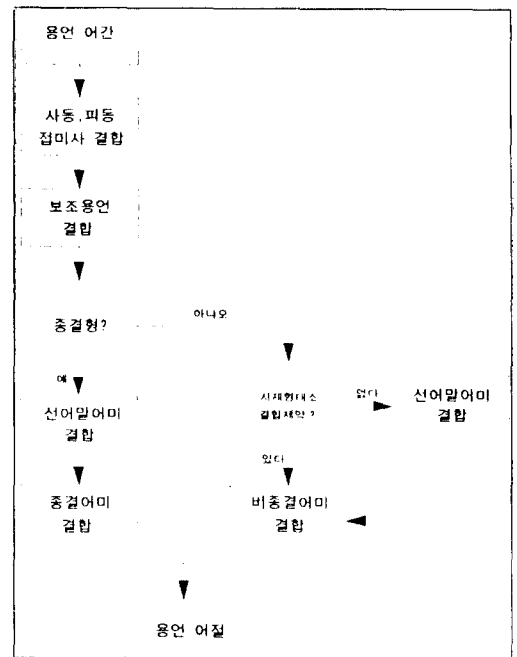 용언 어간
사동,피동
접미사 결합
보조용언
결합
종결형?
아니오
예
시제형태소
결합제약 ?
없다
선어말어미
결합
선어말어미
결합
있다
종결어미
결합
비종결어미
결합
용언 어절